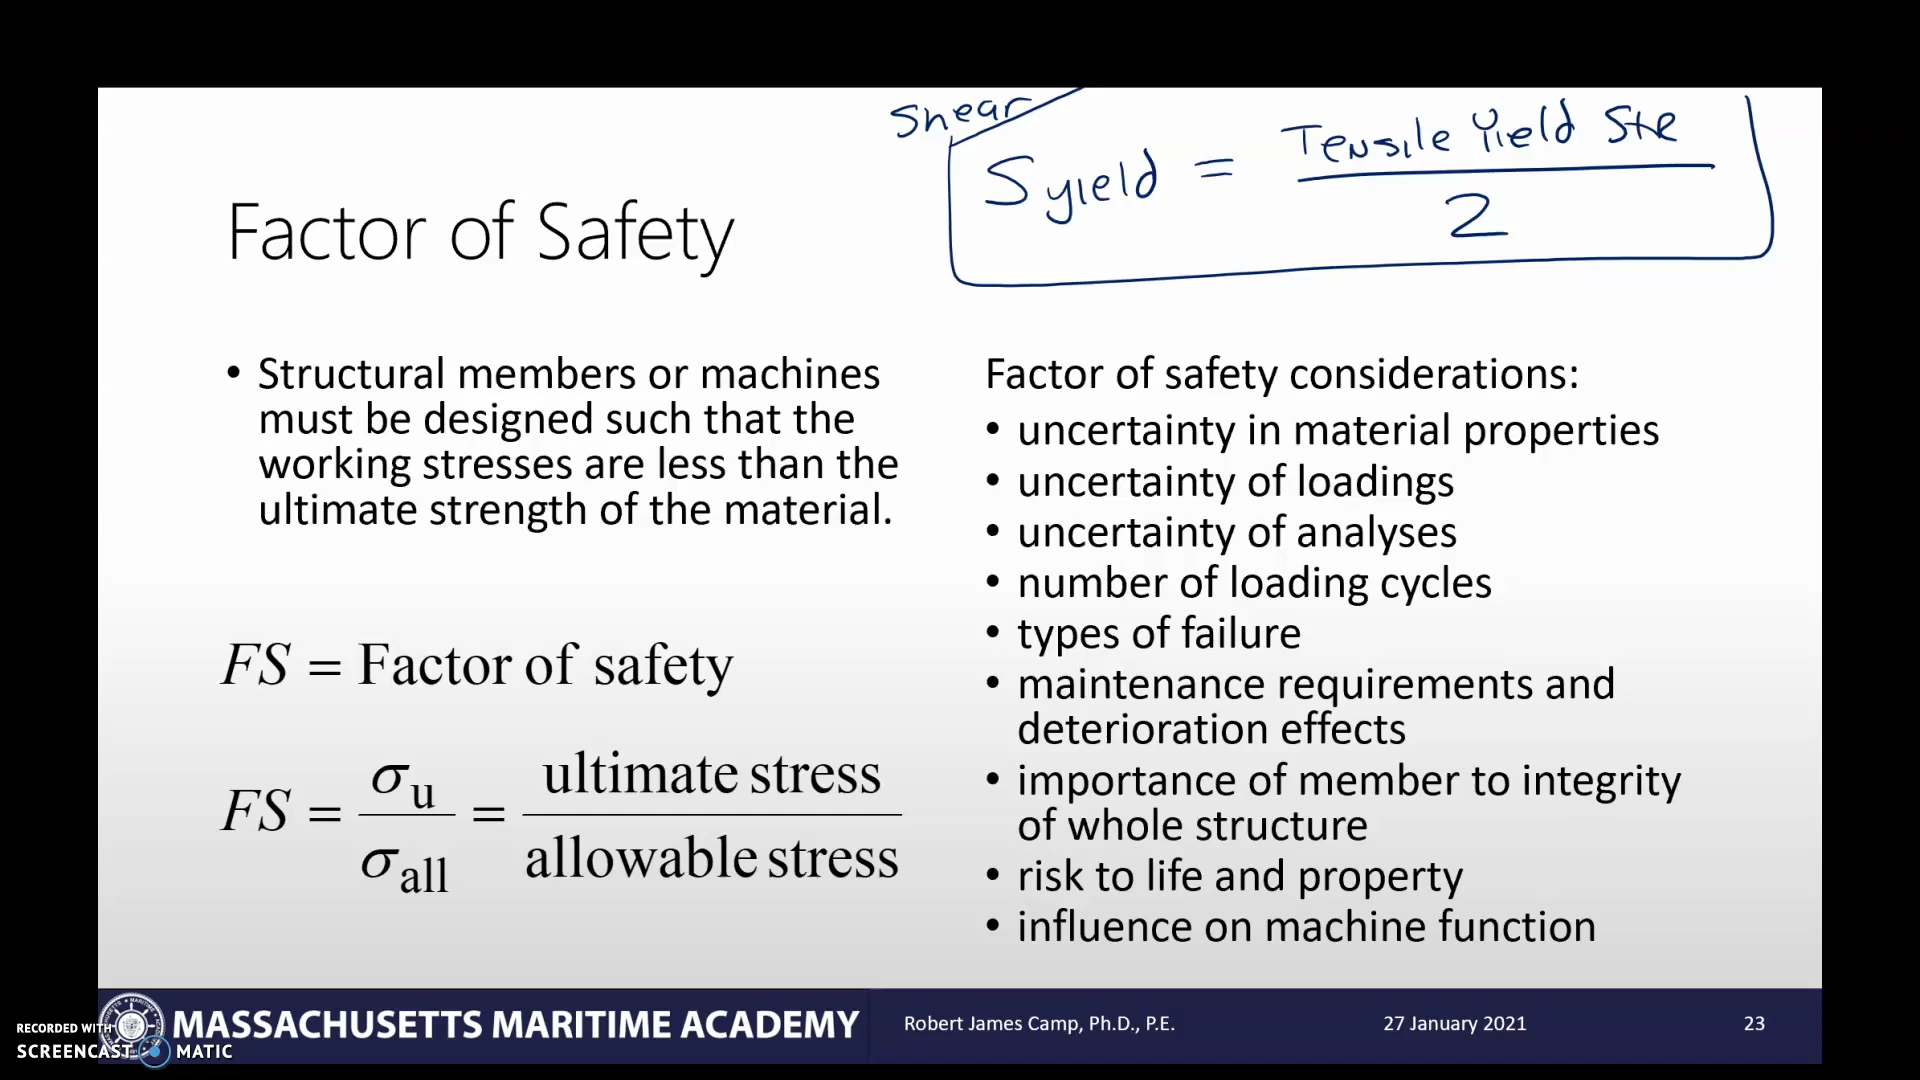 Shear
Syield = Tensile Yield Str
2
Factor of Safety
• Structural members or machines
must be designed such that the
working stresses are less than the
ultimate strength of the material.
FS = Factor of safety
FS = σu / σall = ultimate stress / allowable stress
Factor of safety considerations:
• uncertainty in material properties
• uncertainty of loadings
• uncertainty of analyses
• number of loading cycles
• types of failure
• maintenance requirements and
deterioration effects
• importance of member to integrity
of whole structure
• risk to life and property
• influence on machine function
MASSACHUSETTS MARITIME ACADEMY
Robert James Camp, Ph.D., P.E.
27 January 2021
23
RECORDED WITH
SCREENCAST MATIC